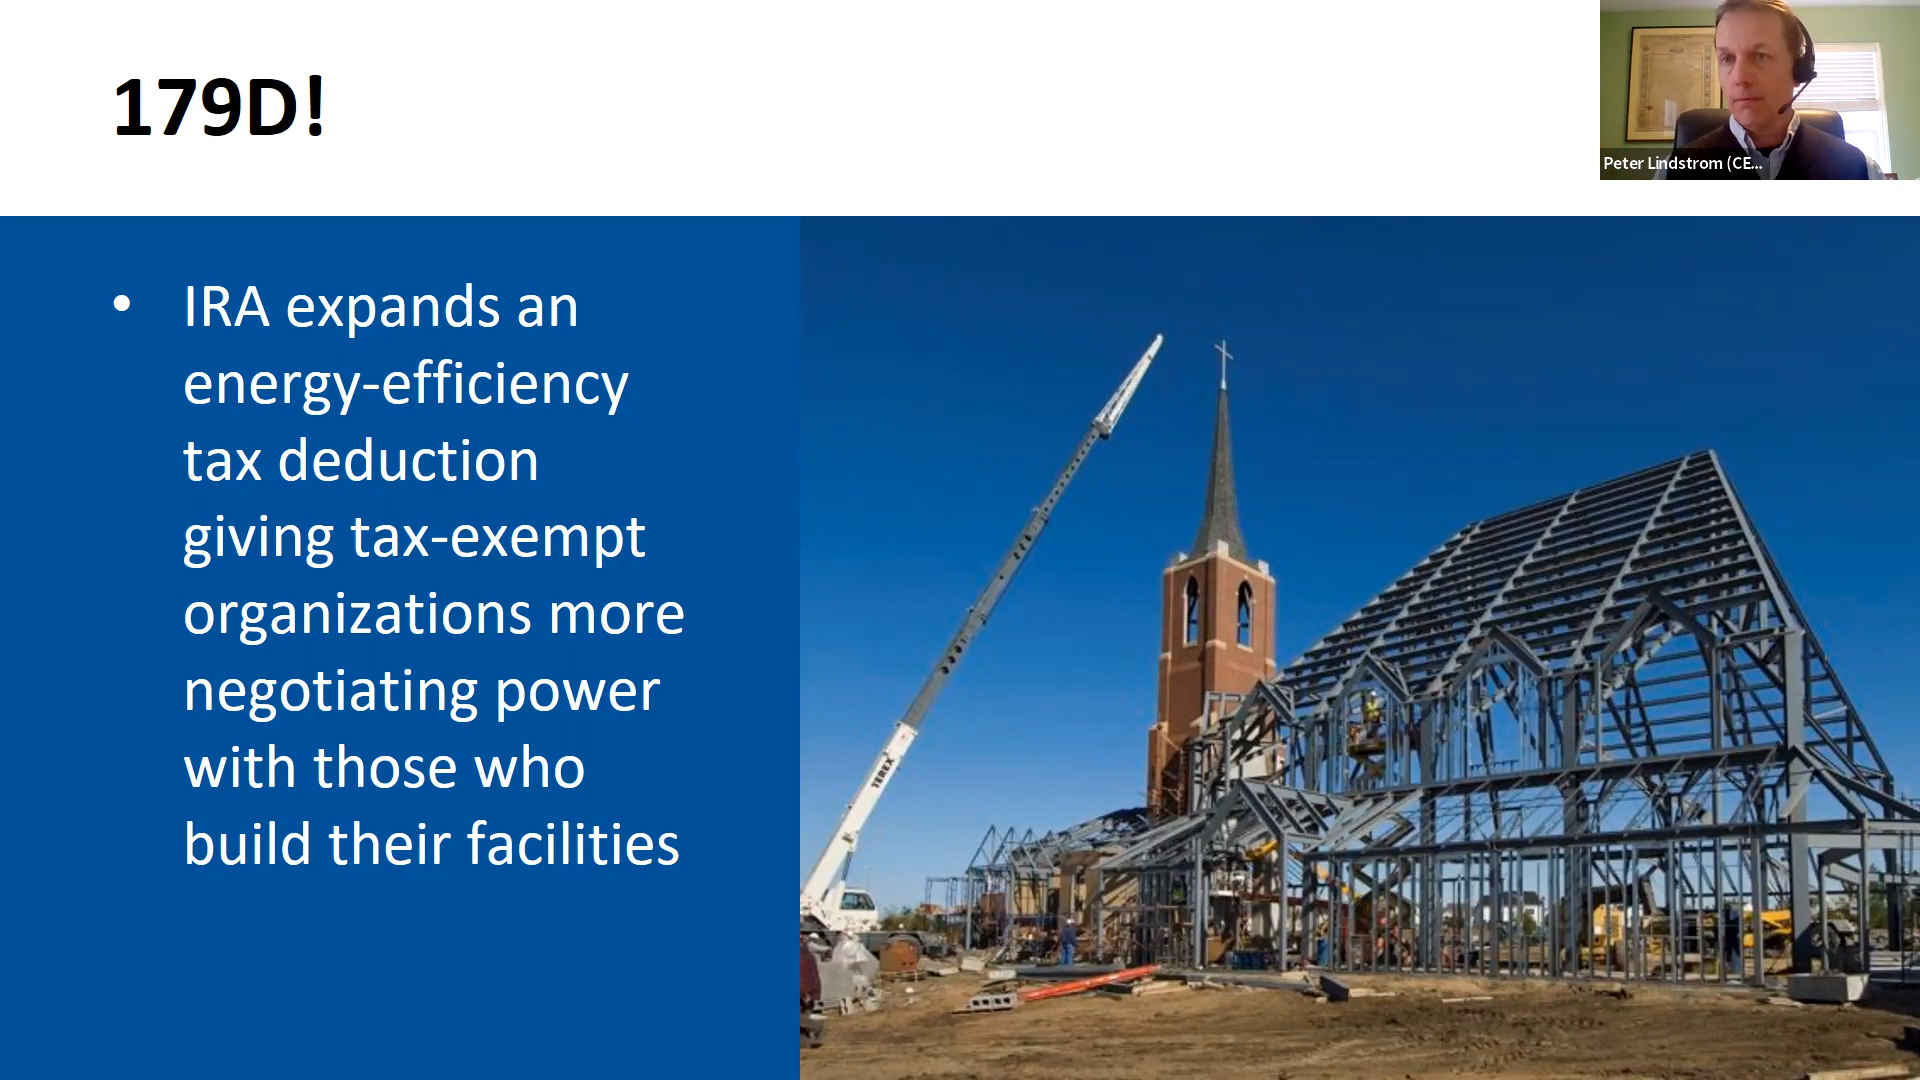 179D!
Peter Lindstrom (CE...
• IRA expands an
energy-efficiency
tax deduction
giving tax-exempt
organizations more
negotiating power
with those who
build their facilities
TEREX